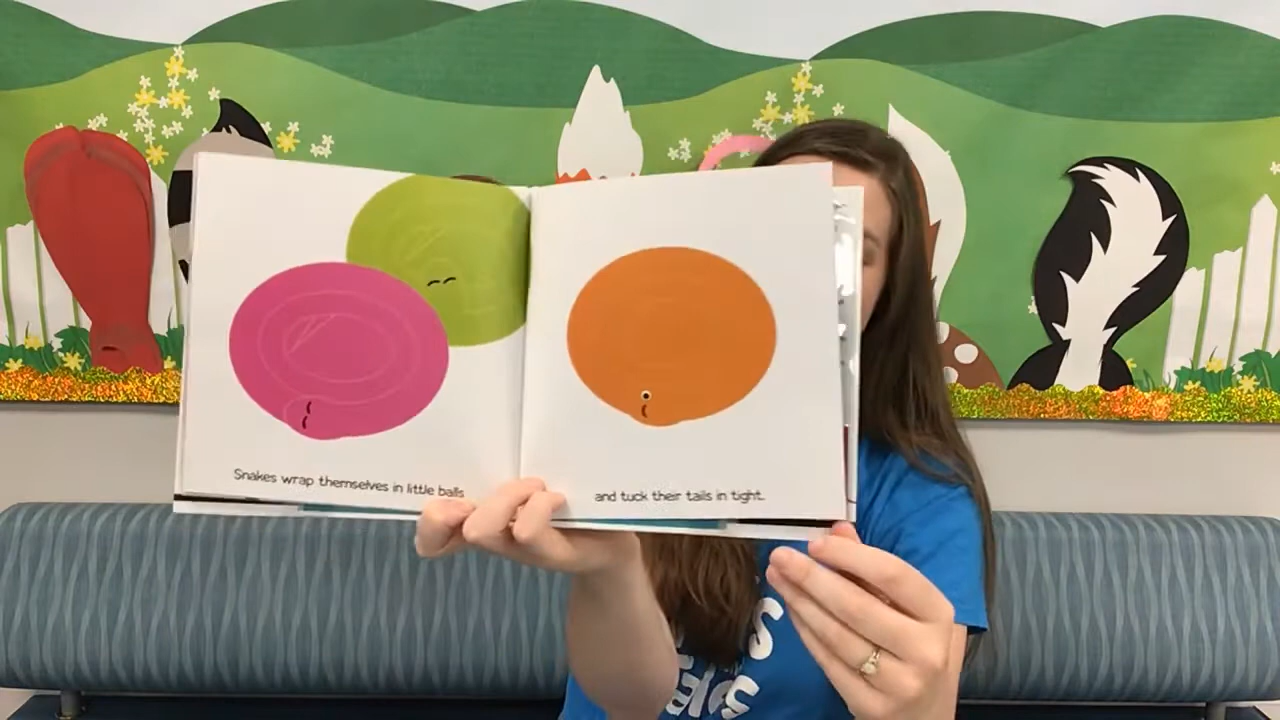 Snakes wrap themselves in little balls
and tuck their tails in tight.